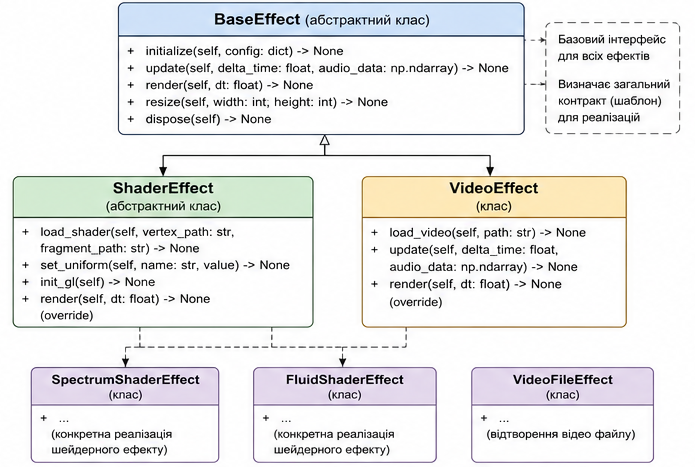 BaseEffect (абстрактний клас)
+ initialize(self, config: dict) -> None
+ update(self, delta_time: float, audio_data: np.ndarray) -> None
+ render(self, dt: float) -> None
+ resize(self, width: int; height: int) -> None
+ dispose(self) -> None
Базовий інтерфейс
для всіх ефектів
Визначає загальний
контракт (шаблон)
для реалізацій
ShaderEffect
(абстрактний клас)
+ load_shader(self, vertex_path: str,
fragment_path: str) -> None
+ set_uniform(self, name: str, value) -> None
+ init_gl(self) -> None
+ render(self, dt: float) -> None
(override)
VideoEffect
(клас)
+ load_video(self, path: str) -> None
+ update(self, delta_time: float,
audio_data: np.ndarray) -> None
+ render(self, dt: float) -> None
(override)
SpectrumShaderEffect
(клас)
+ ...
(конкретна реалізація
шейдерного ефекту)
FluidShaderEffect
(клас)
+ ...
(конкретна реалізація
шейдерного ефекту)
VideoFileEffect
(клас)
+ ...
(відтворення відео файлу)